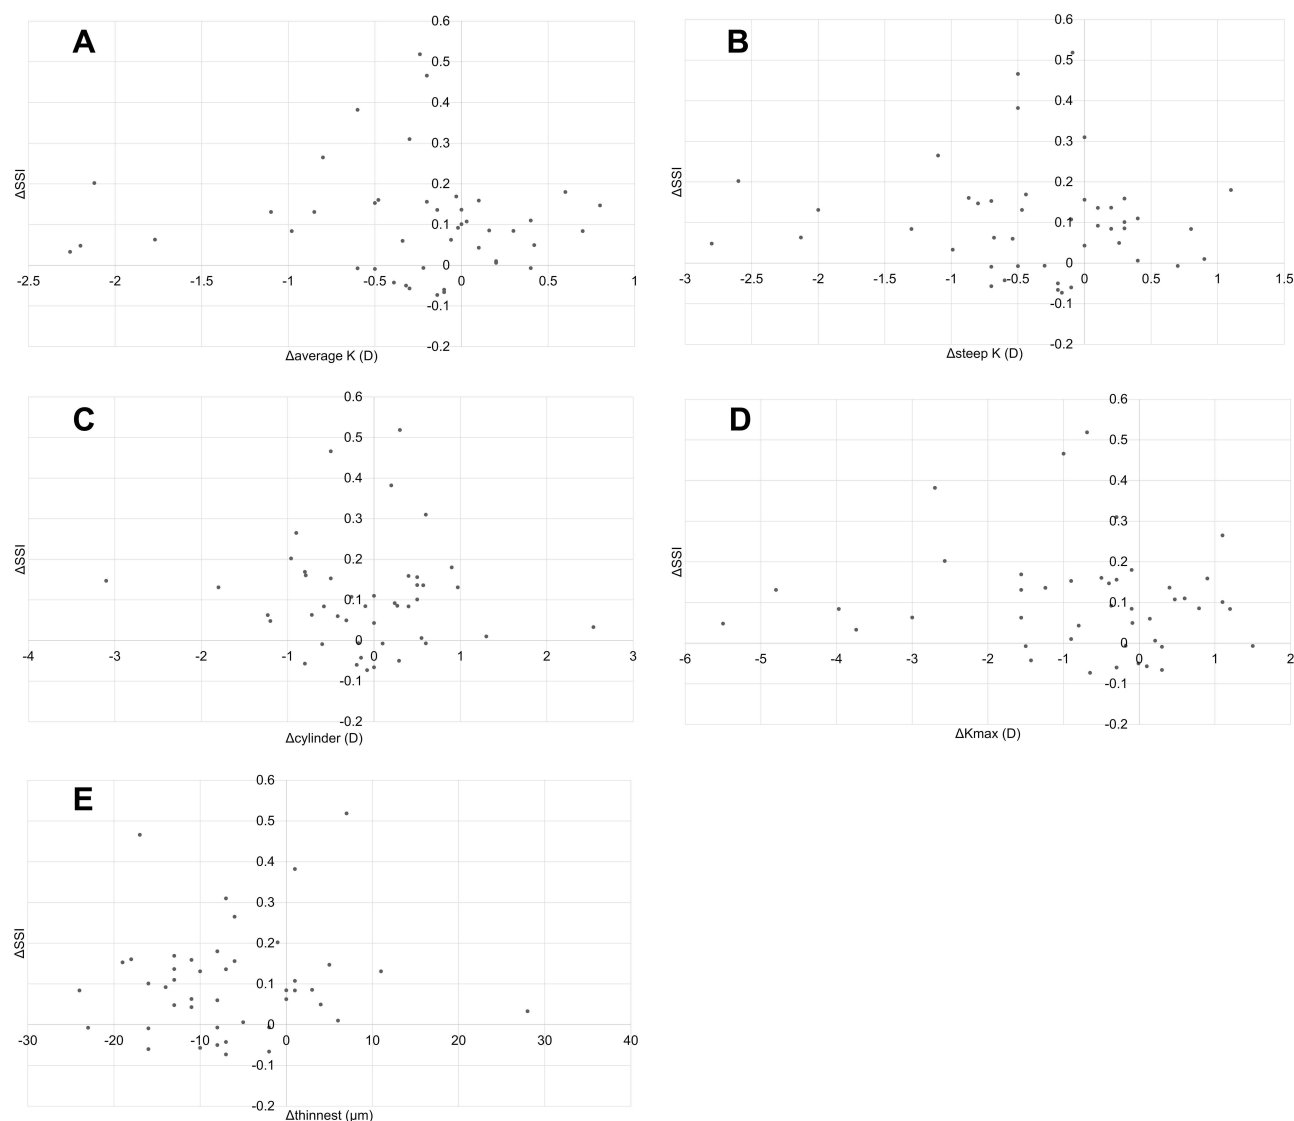 A
0.6
0.5
0.4
0.3
0.2
0.1
0
-0.1
-0.2
-2.5 -2 -1 -0.5 0 0.5 1
ΔSSI
Δaverage K (D)
B
0.6
0.5
0.4
0.3
0.2
0.1
0
-0.1
-0.2
-3 -2.5 -2 -1.5 -1 -0.5 0 0.5 1 1.5
ΔSSI
Δsteep K (D)
C
0.6
0.5
0.4
0.3
0.2
0.1
0
-0.1
-0.2
-4 -3 -2 -1 0 1 2 3
ΔSSI
Δcylinder (D)
D
0.6
0.5
0.4
0.3
0.2
0.1
0
-0.1
-0.2
-6 -5 -4 -3 -2 -1 0 1 2
ΔSSI
ΔKmax (D)
E
0.6
0.5
0.4
0.3
0.2
0.1
0
-0.1
-0.2
-30 -20 -10 0 10 20 30 40
ΔSSI
Δthinnest (μm)